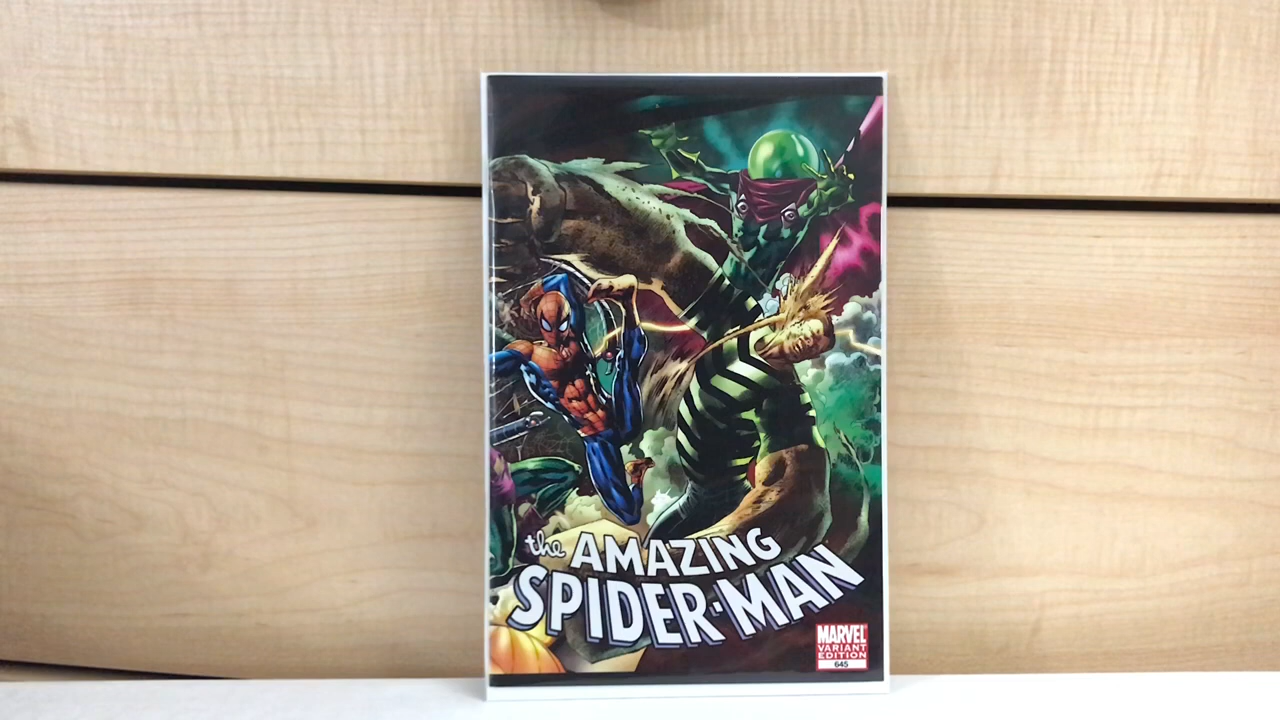 the AMAZING
SPIDER-MAN
MARVEL
VARIANT
EDITION
645